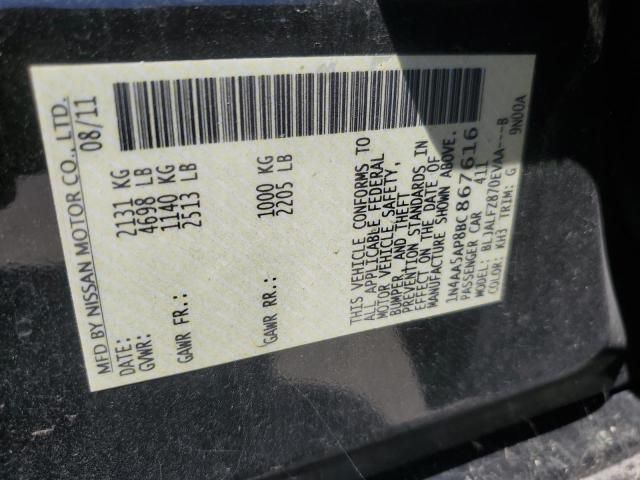 MFD BY NISSAN MOTOR CO., LTD.
DATE: 08/11
GVWR: 2131 KG
4698 LB
GAWR FR.: 1140 KG
2513 LB
GAWR RR.: 1000 KG
2205 LB
THIS VEHICLE CONFORMS TO
ALL APPLICABLE FEDERAL
MOTOR VEHICLE SAFETY,
BUMPER, AND THEFT
PREVENTION STANDARDS IN
EFFECT ON THE DATE OF
MANUFACTURE SHOWN ABOVE.
1N4AA5AP8BC867616
PASSENGER CAR 411
MODEL: BLJALFZ870EVAA---B
COLOR: KH3 TRIM: G 9N00A